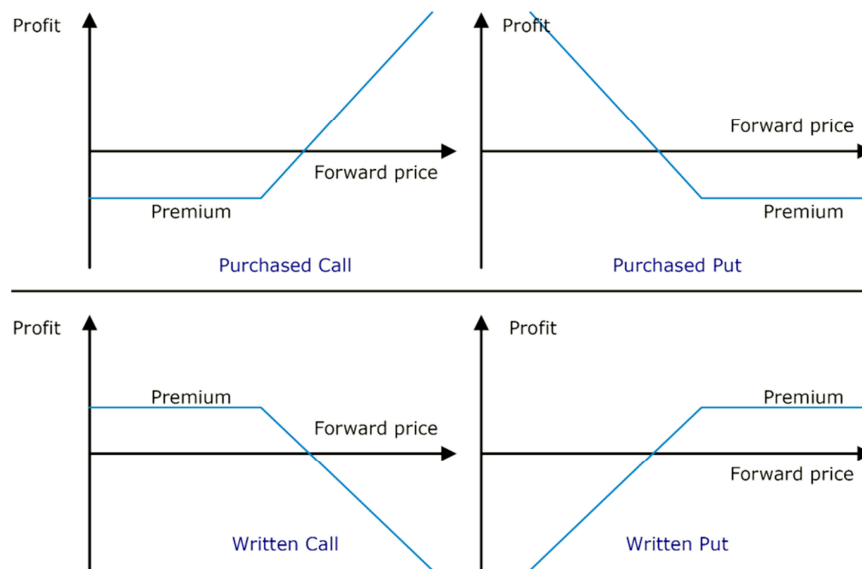 Profit
Profit
Forward price
Forward price
Premium
Premium
Purchased Call
Purchased Put
Profit
Profit
Premium
Premium
Forward price
Forward price
Written Call
Written Put